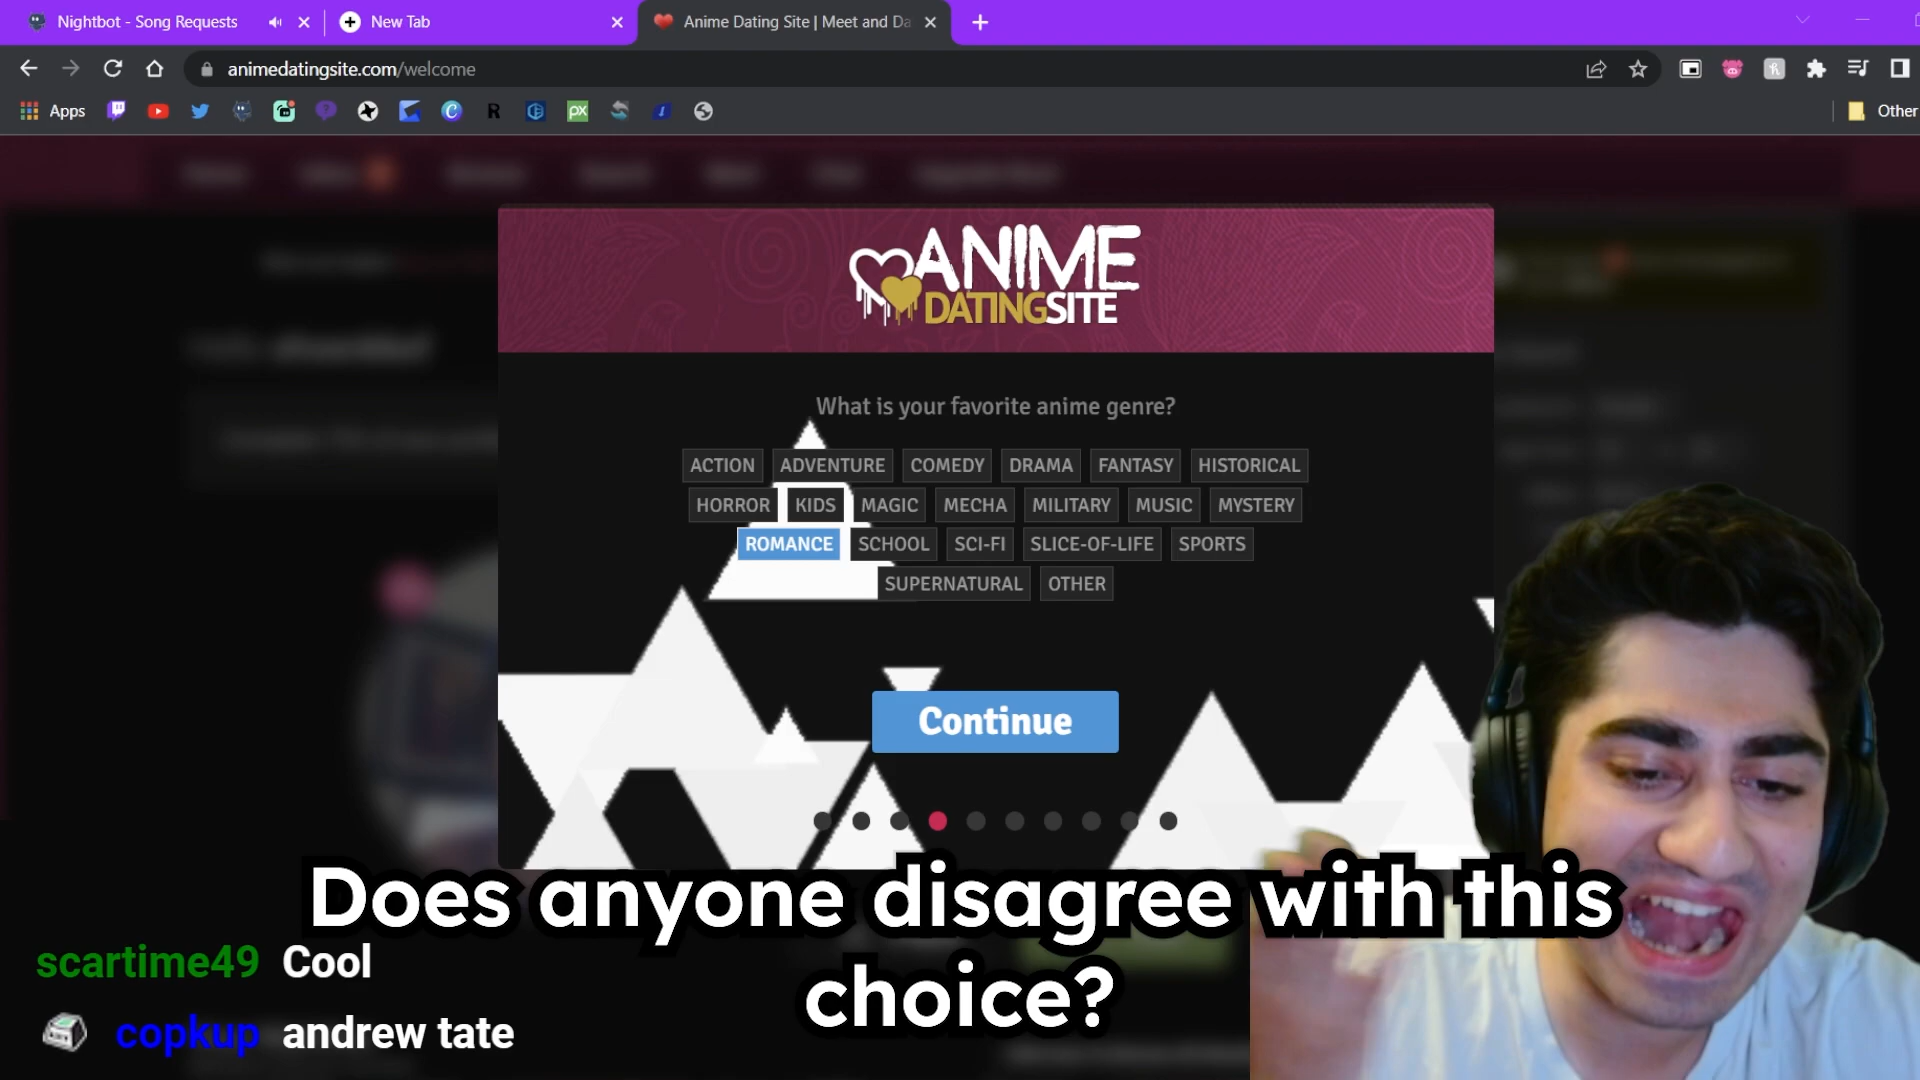 Nightbot - Song Requests
New Tab
Anime Dating Site | Meet and Da
animedatingsite.com/welcome
Apps
Other
ANIME
DATINGSITE
What is your favorite anime genre?
ACTION ADVENTURE COMEDY DRAMA FANTASY HISTORICAL
HORROR KIDS MAGIC MECHA MILITARY MUSIC MYSTERY
ROMANCE SCHOOL SCI-FI SLICE-OF-LIFE SPORTS
SUPERNATURAL OTHER
Continue
Does anyone disagree with this
choice?
scartime49 Cool
copkup andrew tate